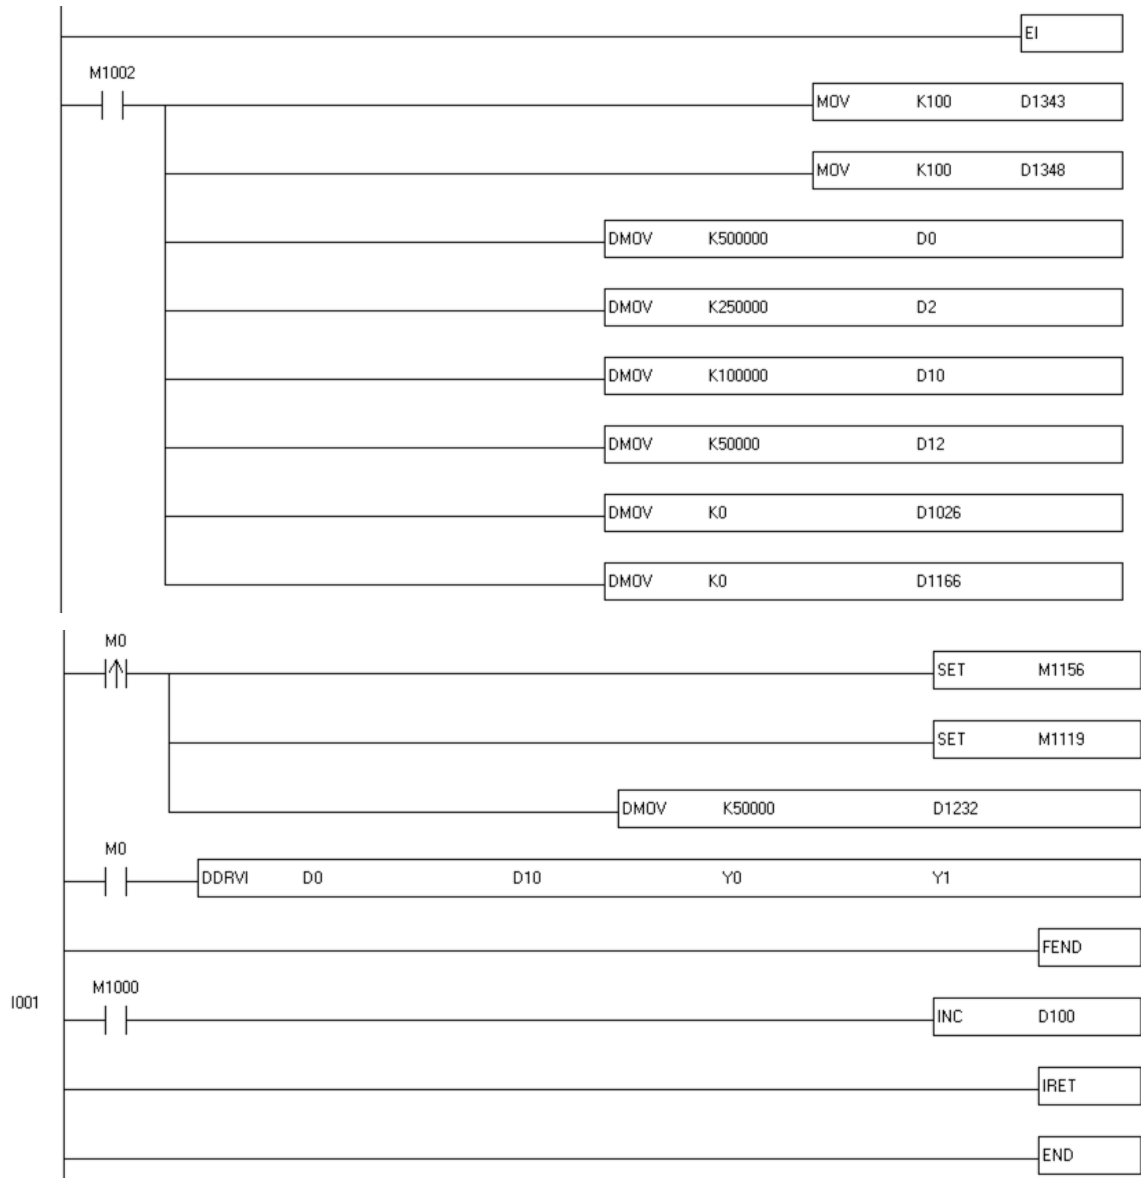 EI
M1002
MOV K100 D1343
MOV K100 D1348
DMOV K500000 D0
DMOV K250000 D2
DMOV K100000 D10
DMOV K50000 D12
DMOV K0 D1026
DMOV K0 D1166
M0
SET M1156
SET M1119
DMOV K50000 D1232
M0
DDRVI D0 D10 Y0 Y1
FEND
M1000
I001
INC D100
IRET
END